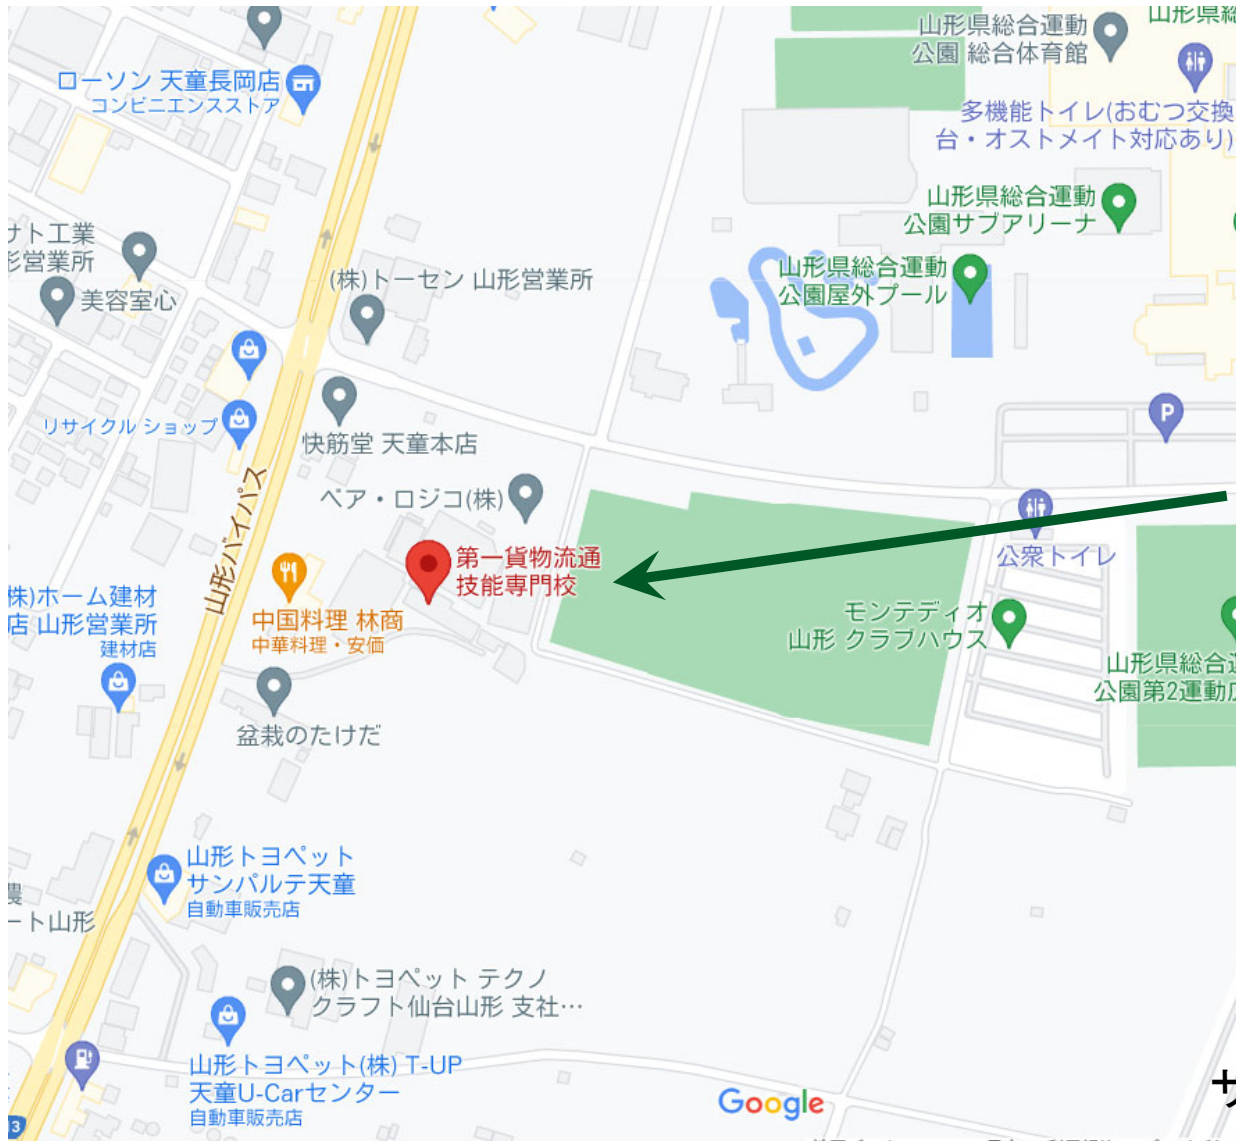 山形県総合運動
公園 総合体育館
山形県総
ローソン 天童長岡店
コンビニエンスストア
多機能トイレ(おむつ交換
台・オストメイト対応あり)
山形県総合運動
公園サブアリーナ
サト工業
形営業所
美容室心
(株)トーセン 山形営業所
山形県総合運動
公園屋外プール
リサイクル ショップ
P
快筋堂 天童本店
ベア・ロジコ(株)
山形バイパス
第一貨物流通
技能専門校
公衆トイレ
株)ホーム建材
店 山形営業所
建材店
中国料理 林商
中華料理・安価
モンテディオ
山形 クラブハウス
山形県総合運
公園第2運動広
盆栽のたけだ
山形トヨペット
サンパルテ天童
自動車販売店
農
ート山形
(株)トヨペット テクノ
クラフト仙台山形 支社…
山形トヨペット(株) T-UP
天童U-Carセンター
自動車販売店
Google
サ
13